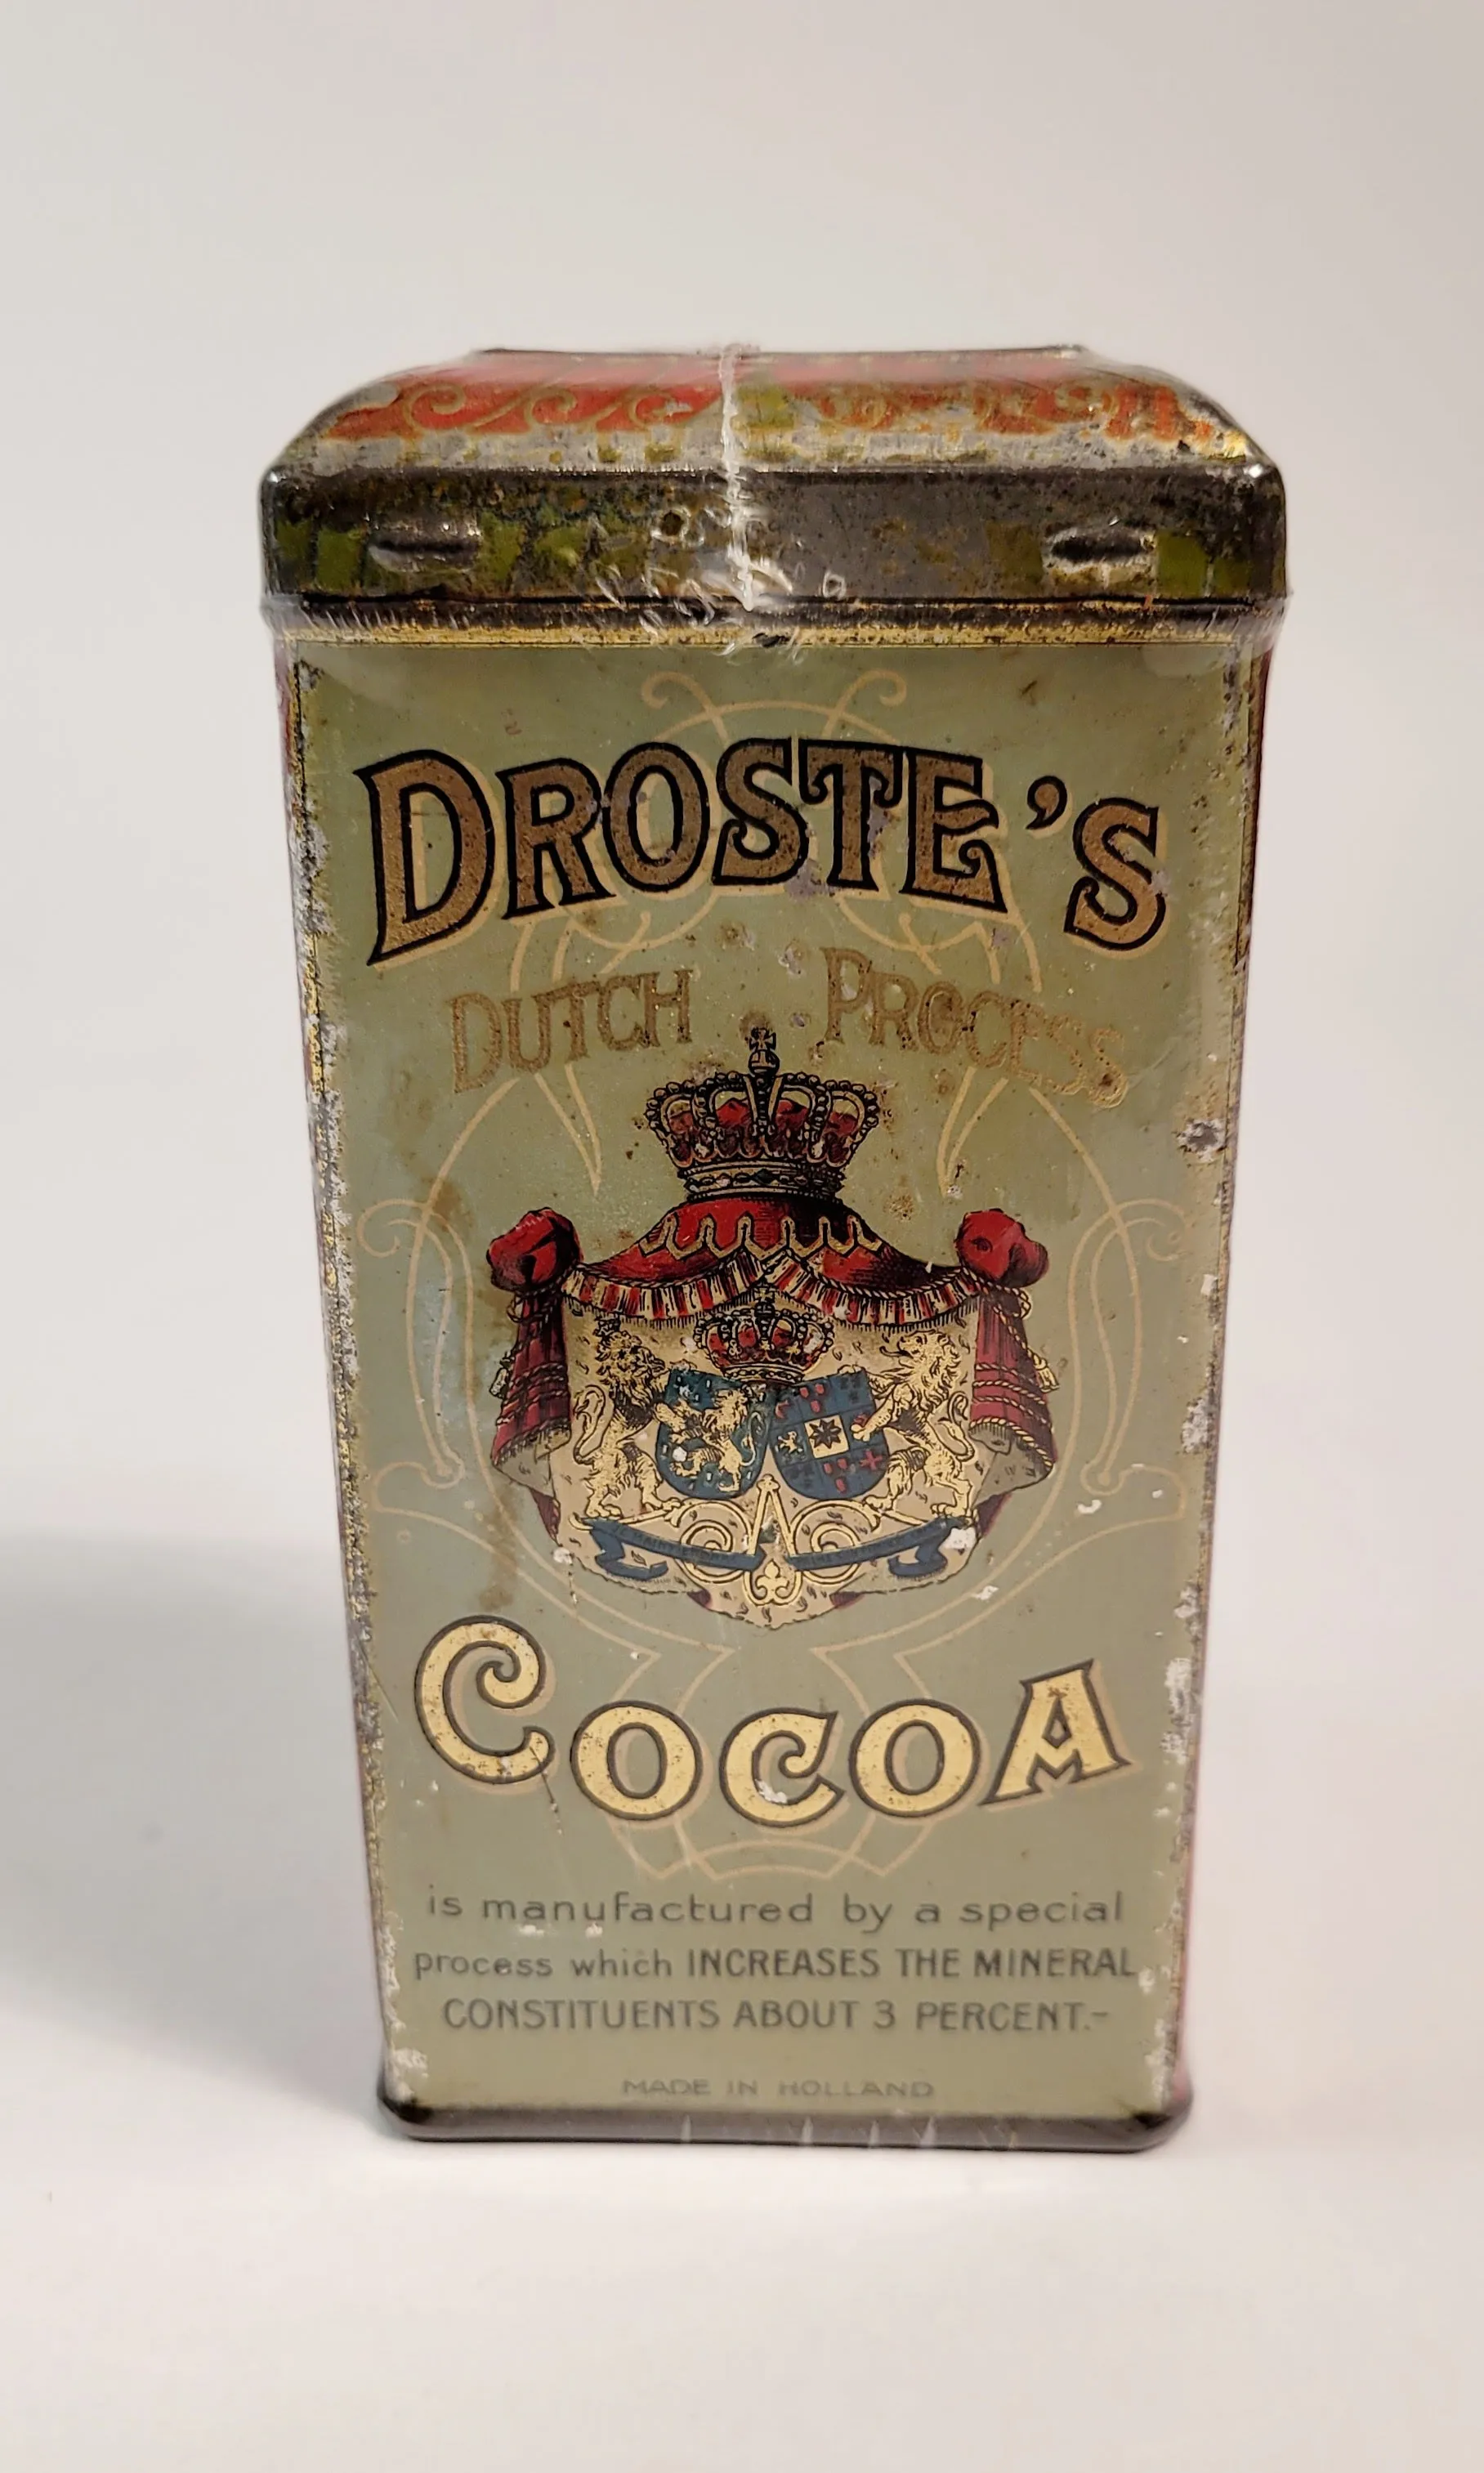 DROSTE'S
DUTCH PROCESS
COCOA
is manufactured by a special
process which INCREASES THE MINERAL
CONSTITUENTS ABOUT 3 PERCENT.-
MADE IN HOLLAND